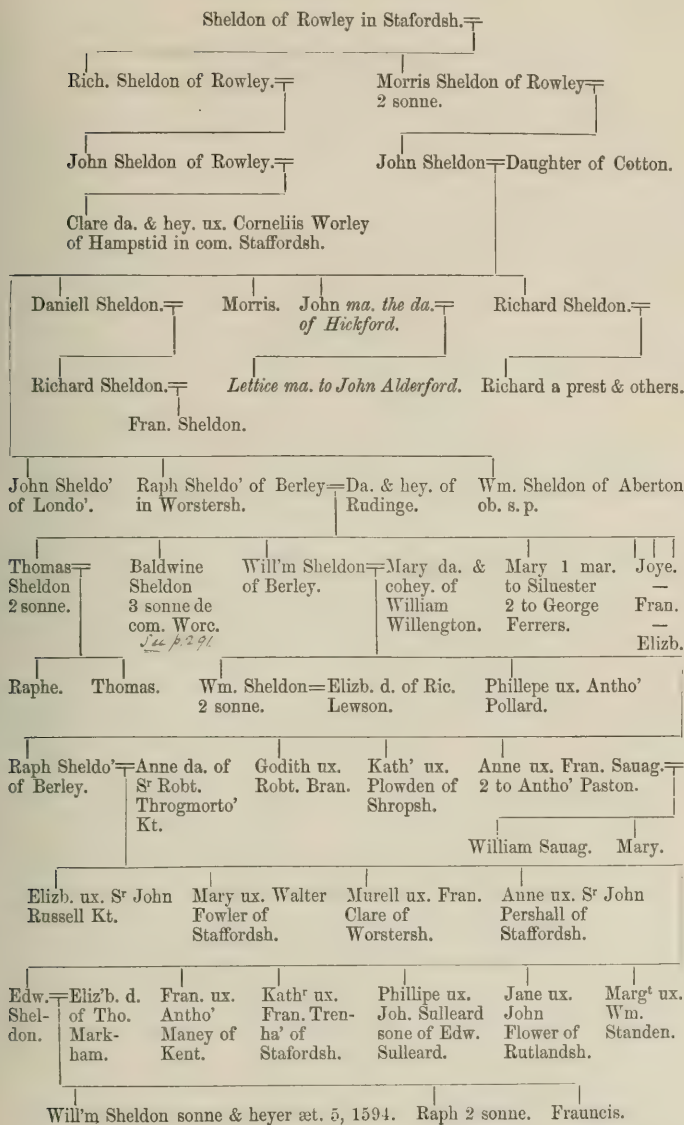 Sheldon of Rowley in Stafordsh.
Rich. Sheldon of Rowley.
Morris Sheldon of Rowley
2 sonne.
John Sheldon of Rowley.
John Sheldon
Daughter of Cotton.
Clare da. & hey. ux. Corneliis Worley
of Hampstid in com. Staffordsh.
Daniell Sheldon.
Morris.
John ma. the da.
of Hickford.
Richard Sheldon.
Richard Sheldon.
Lettice ma. to John Alderford.
Richard a prest & others.
Fran. Sheldon.
John Sheldo'
of Londo'.
Raph Sheldo' of Berley
in Worstersh.
Da. & hey. of
Rudinge.
Wm. Sheldon of Aberton
ob. s. p.
Thomas
Sheldon
2 sonne.
Baldwine
Sheldon
3 sonne de
com. Worc.
See p. 291
Will'm Sheldon
of Berley.
Mary da. &
cohey. of
William
Willengton.
Mary 1 mar.
to Siluester
2 to George
Ferrers.
Joye.
—
Fran.
—
Elizb.
Raphe.
Thomas.
Wm. Sheldon
2 sonne.
Elizb. d. of Ric.
Lewson.
Phillepe ux. Antho'
Pollard.
Raph Sheldo'
of Berley.
Anne da. of
Sr Robt.
Throgmorto'
Kt.
Godith ux.
Robt. Bran.
Kath' ux.
Plowden of
Shropsh.
Anne ux. Fran. Sauag.
2 to Antho' Paston.
William Sauag.
Mary.
Elizb. ux. Sr John
Russell Kt.
Mary ux. Walter
Fowler of
Staffordsh.
Murell ux. Fran.
Clare of
Worstersh.
Anne ux. Sr John
Pershall of
Staffordsh.
Edw.
Shel-
don.
Eliz'b. d.
of Tho.
Mark-
ham.
Fran. ux.
Antho'
Maney of
Kent.
Kathr ux.
Fran. Tren-
ha' of
Stafordsh.
Phillipe ux.
Joh. Sulleard
sone of Edw.
Sulleard.
Jane ux.
John
Flower of
Rutlandsh.
Margt ux.
Wm.
Standen.
Will'm Sheldon sonne & heyer æt. 5, 1594.
Raph 2 sonne.
Frauncis.